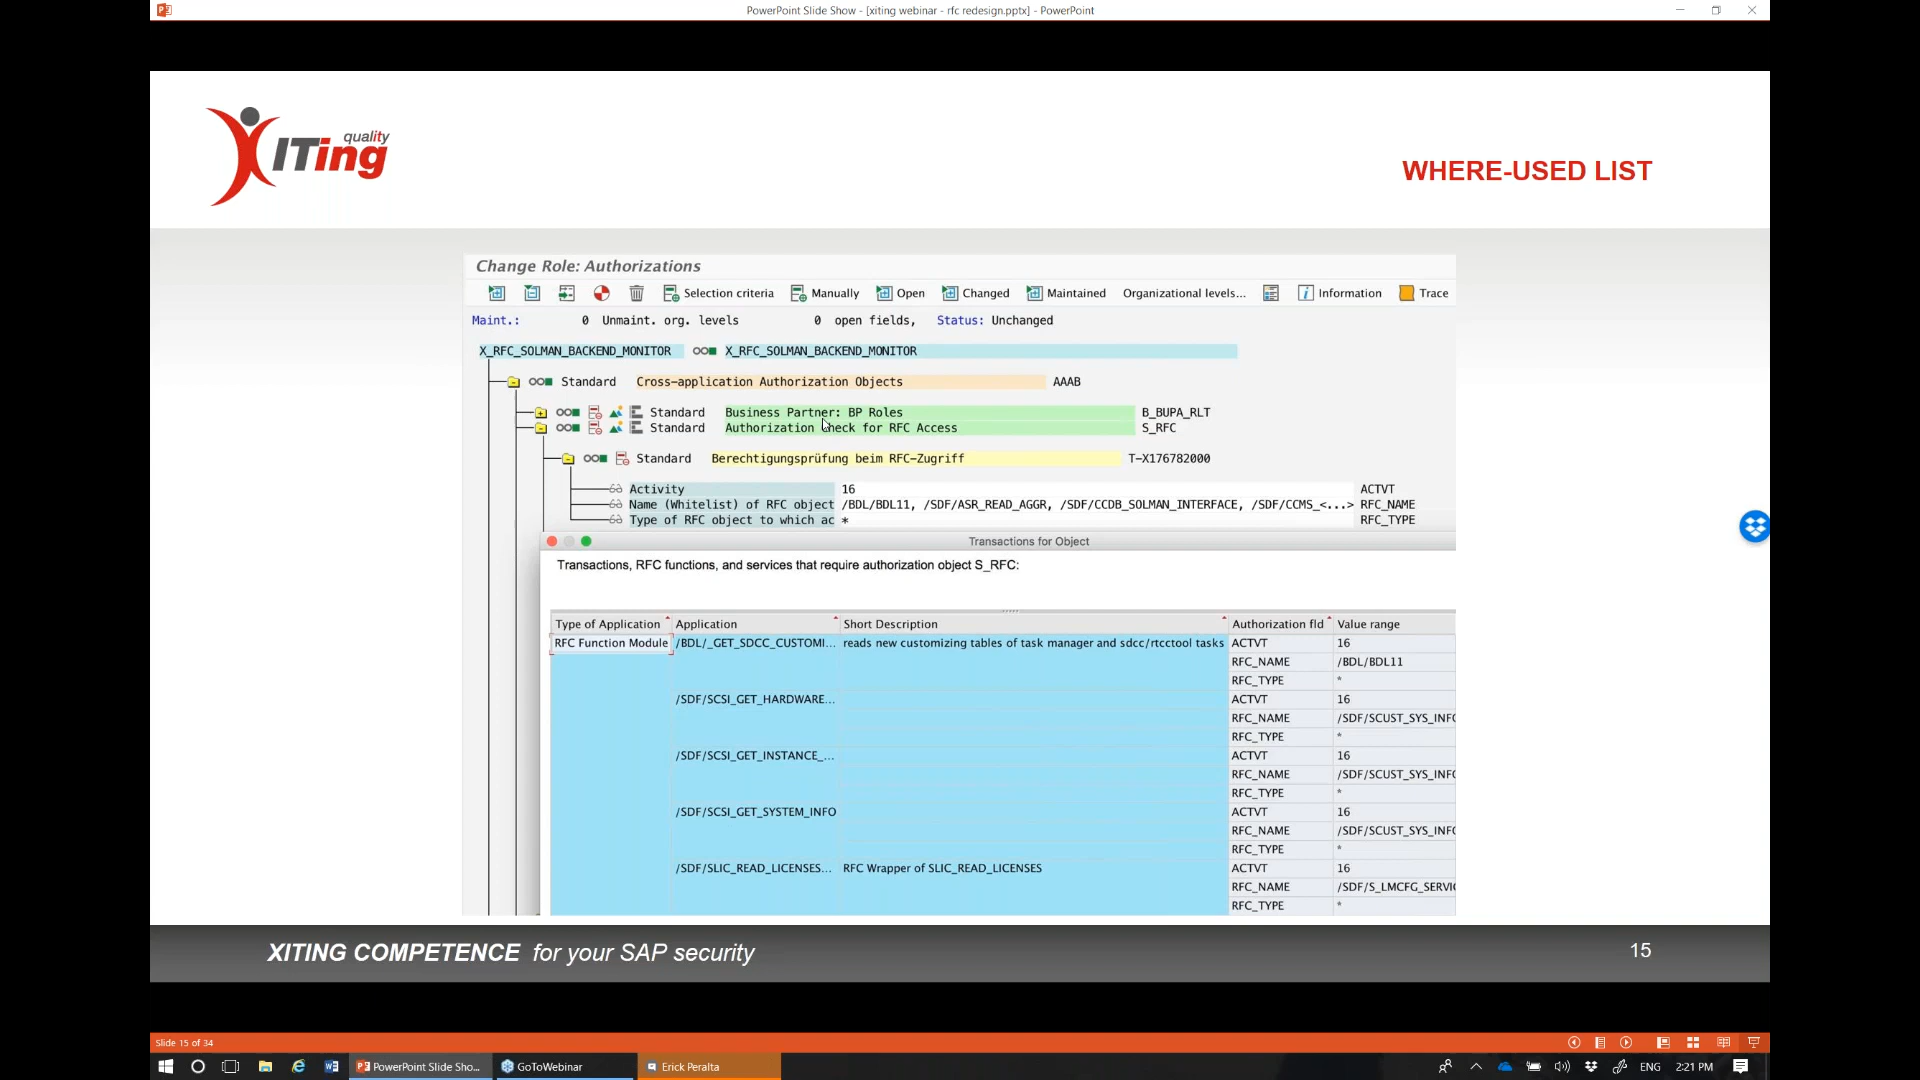 PowerPoint Slide Show - [xiting webinar - rfc redesign.pptx] - PowerPoint
quality
XITing
WHERE-USED LIST
Change Role: Authorizations
Selection criteria Manually Open Changed Maintained Organizational levels... Information Trace
Maint.: 0 Unmaint. org. levels 0 open fields, Status: Unchanged
X_RFC_SOLMAN_BACKEND_MONITOR X_RFC_SOLMAN_BACKEND_MONITOR
Standard Cross-application Authorization Objects AAAB
Standard Business Partner: BP Roles B_BUPA_RLT
Standard Authorization Check for RFC Access S_RFC
Standard Berechtigungsprüfung beim RFC-Zugriff T-X176782000
Activity 16 ACTVT
Name (Whitelist) of RFC object /BDL/BDL11, /SDF/ASR_READ_AGGR, /SDF/CCDB_SOLMAN_INTERFACE, /SDF/CCMS_<...> RFC_NAME
Type of RFC object to which ac * RFC_TYPE
Transactions for Object
Transactions, RFC functions, and services that require authorization object S_RFC:
Type of Application Application Short Description Authorization fld Value range
RFC Function Module /BDL/_GET_SDCC_CUSTOMI... reads new customizing tables of task manager and sdcc/rtcctool tasks ACTVT 16
RFC_NAME /BDL/BDL11
RFC_TYPE *
/SDF/SCSI_GET_HARDWARE... ACTVT 16
RFC_NAME /SDF/SCUST_SYS_INFO
RFC_TYPE *
/SDF/SCSI_GET_INSTANCE_... ACTVT 16
RFC_NAME /SDF/SCUST_SYS_INFO
RFC_TYPE *
/SDF/SCSI_GET_SYSTEM_INFO ACTVT 16
RFC_NAME /SDF/SCUST_SYS_INFO
RFC_TYPE *
/SDF/SLIC_READ_LICENSES... RFC Wrapper of SLIC_READ_LICENSES ACTVT 16
RFC_NAME /SDF/S_LMCFG_SERVI
RFC_TYPE *
XITING COMPETENCE for your SAP security
15
Slide 15 of 34
PowerPoint Slide Sho... GoToWebinar Erick Peralta ENG 2:21 PM